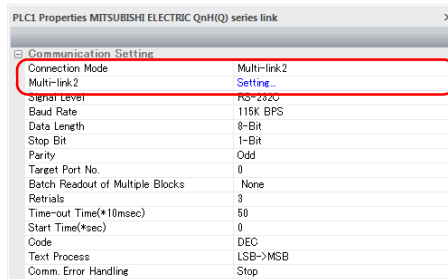 PLC1 Properties MITSUBISHI ELECTRIC QnH(Q) series link
Communication Setting
Connection Mode Multi-link2
Multi-link2 Setting...
Signal Level RS-232C
Baud Rate 115K BPS
Data Length 8-Bit
Stop Bit 1-Bit
Parity Odd
Target Port No. 0
Batch Readout of Multiple Blocks None
Retrials 3
Time-out Time(*10msec) 50
Start Time(*sec) 0
Code DEC
Text Process LSB->MSB
Comm. Error Handling Stop